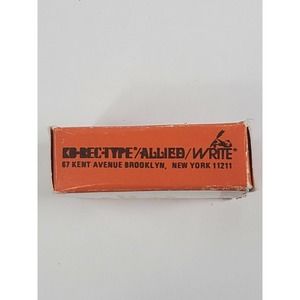 KO-REC-TYPE®/ALLIED/WRITE®
67 KENT AVENUE BROOKLYN, NEW YORK 11211